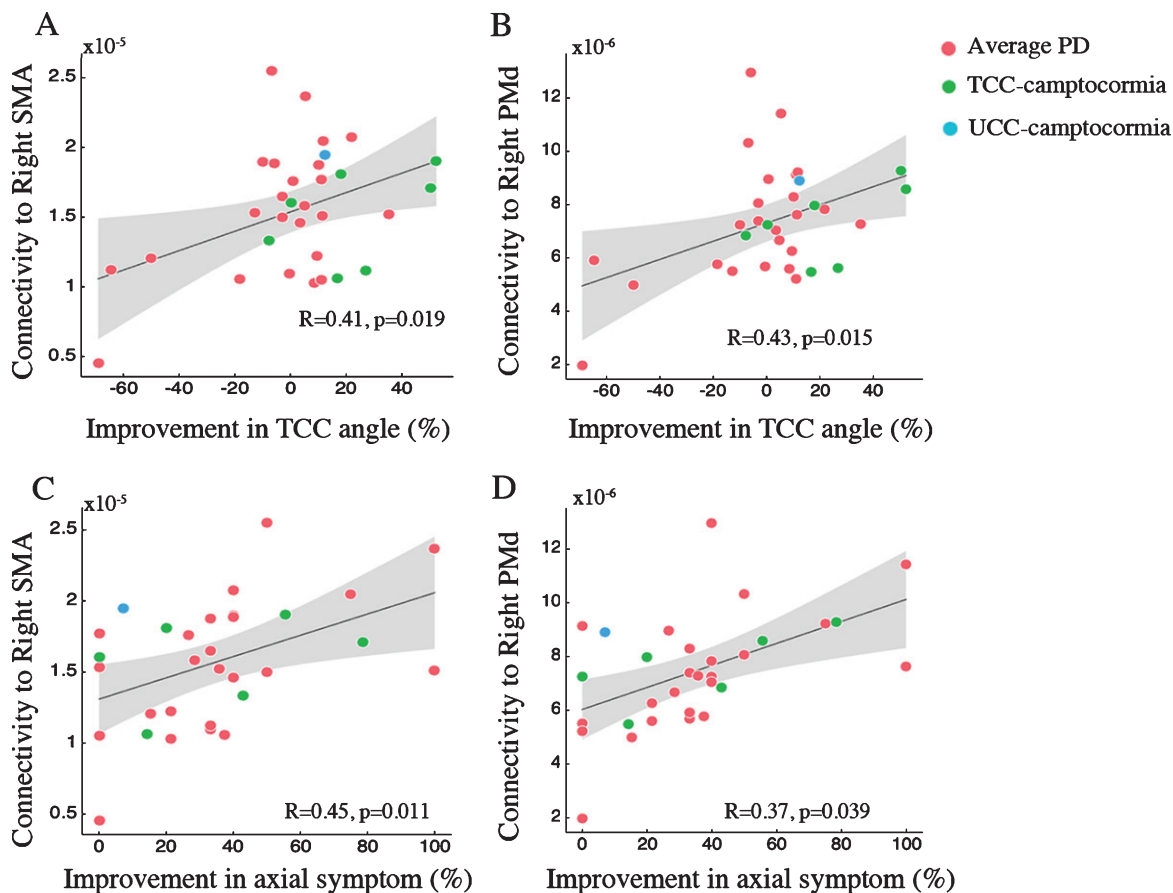 A
x10-5
Connectivity to Right SMA
2.5
2
1.5
1
0.5
R=0.41, p=0.019
-60 -40 -20 0 20 40
Improvement in TCC angle (%)
B
x10-6
Connectivity to Right PMd
12
10
8
6
4
2
R=0.43, p=0.015
-60 -40 -20 0 20 40
Improvement in TCC angle (%)
Average PD
TCC-camptocormia
UCC-camptocormia
C
x10-5
Connectivity to Right SMA
2.5
2
1.5
1
0.5
R=0.45, p=0.011
0 20 40 60 80 100
Improvement in axial symptom (%)
D
x10-6
Connectivity to Right PMd
12
10
8
6
4
2
R=0.37, p=0.039
0 20 40 60 80 100
Improvement in axial symptom (%)